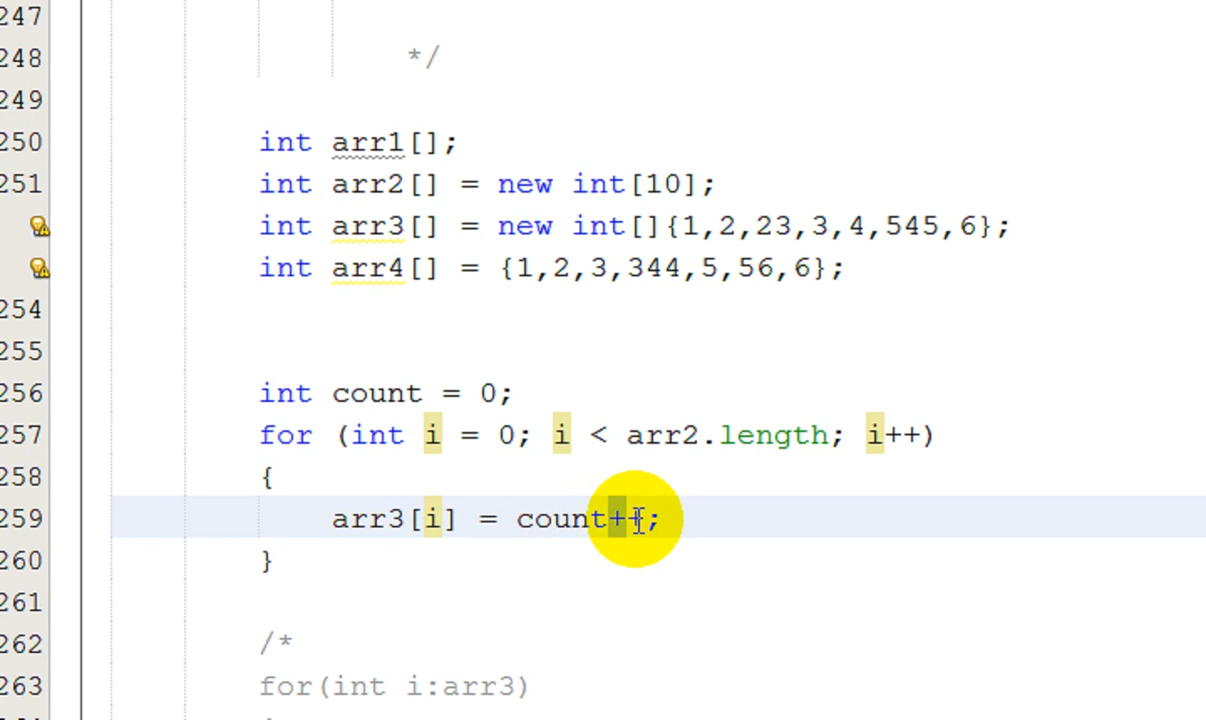 247
248 */
249
250 int arr1[];
251 int arr2[] = new int[10];
int arr3[] = new int[]{1,2,23,3,4,545,6};
int arr4[] = {1,2,3,344,5,56,6};
254
255
256 int count = 0;
257 for (int i = 0; i < arr2.length; i++)
258 {
259 arr3[i] = count++;
260 }
261
262 /*
263 for(int i:arr3)